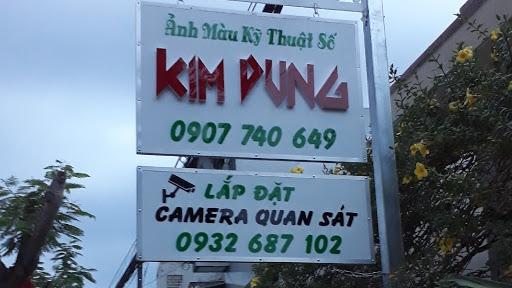 Ảnh Màu Kỹ Thuật Số
KIM DUNG
0907 740 649
LẮP ĐẶT
CAMERA QUAN SÁT
0932 687 102